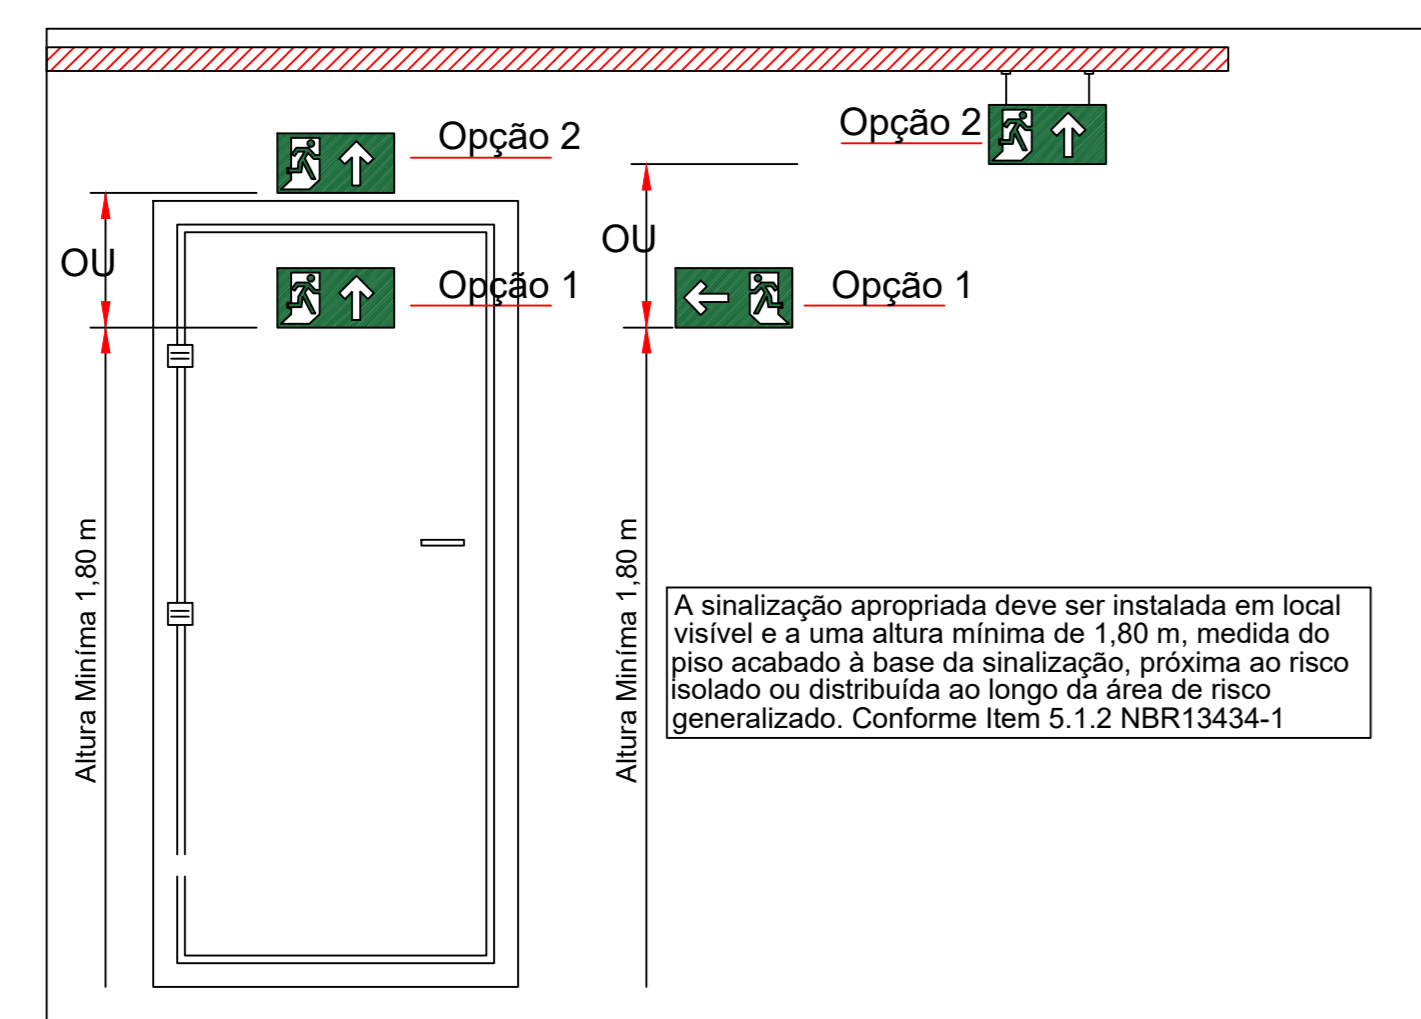 Opção 2
OU
Opção 1
Altura Miníma 1,80 m
Opção 2
OU
Opção 1
Altura Miníma 1,80 m
A sinalização apropriada deve ser instalada em local
visível e a uma altura mínima de 1,80 m, medida do
piso acabado à base da sinalização, próxima ao risco
isolado ou distribuída ao longo da área de risco
generalizado. Conforme Item 5.1.2 NBR13434-1